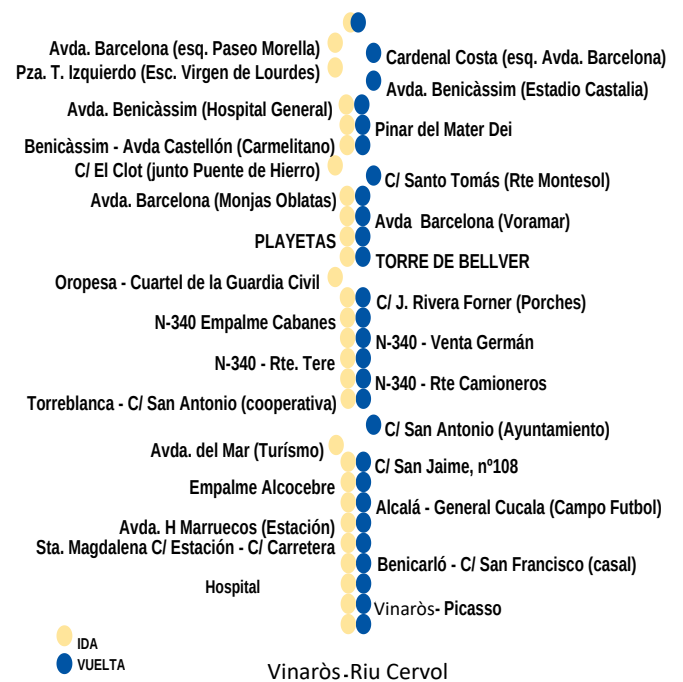 Avda. Barcelona (esq. Paseo Morella)
Cardenal Costa (esq. Avda. Barcelona)
Pza. T. Izquierdo (Esc. Virgen de Lourdes)
Avda. Benicàssim (Estadio Castalia)
Avda. Benicàssim (Hospital General)
Pinar del Mater Dei
Benicàssim - Avda Castellón (Carmelitano)
C/ El Clot (junto Puente de Hierro)
C/ Santo Tomás (Rte Montesol)
Avda. Barcelona (Monjas Oblatas)
Avda Barcelona (Voramar)
PLAYETAS
TORRE DE BELLVER
Oropesa - Cuartel de la Guardia Civil
C/ J. Rivera Forner (Porches)
N-340 Empalme Cabanes
N-340 - Venta Germán
N-340 - Rte. Tere
N-340 - Rte Camioneros
Torreblanca - C/ San Antonio (cooperativa)
C/ San Antonio (Ayuntamiento)
Avda. del Mar (Turísmo)
C/ San Jaime, nº108
Empalme Alcocebre
Alcalá - General Cucala (Campo Futbol)
Avda. H Marruecos (Estación)
Sta. Magdalena C/ Estación - C/ Carretera
Benicarló - C/ San Francisco (casal)
Hospital
Vinaròs- Picasso
IDA
VUELTA
Vinaròs-Riu Cervol